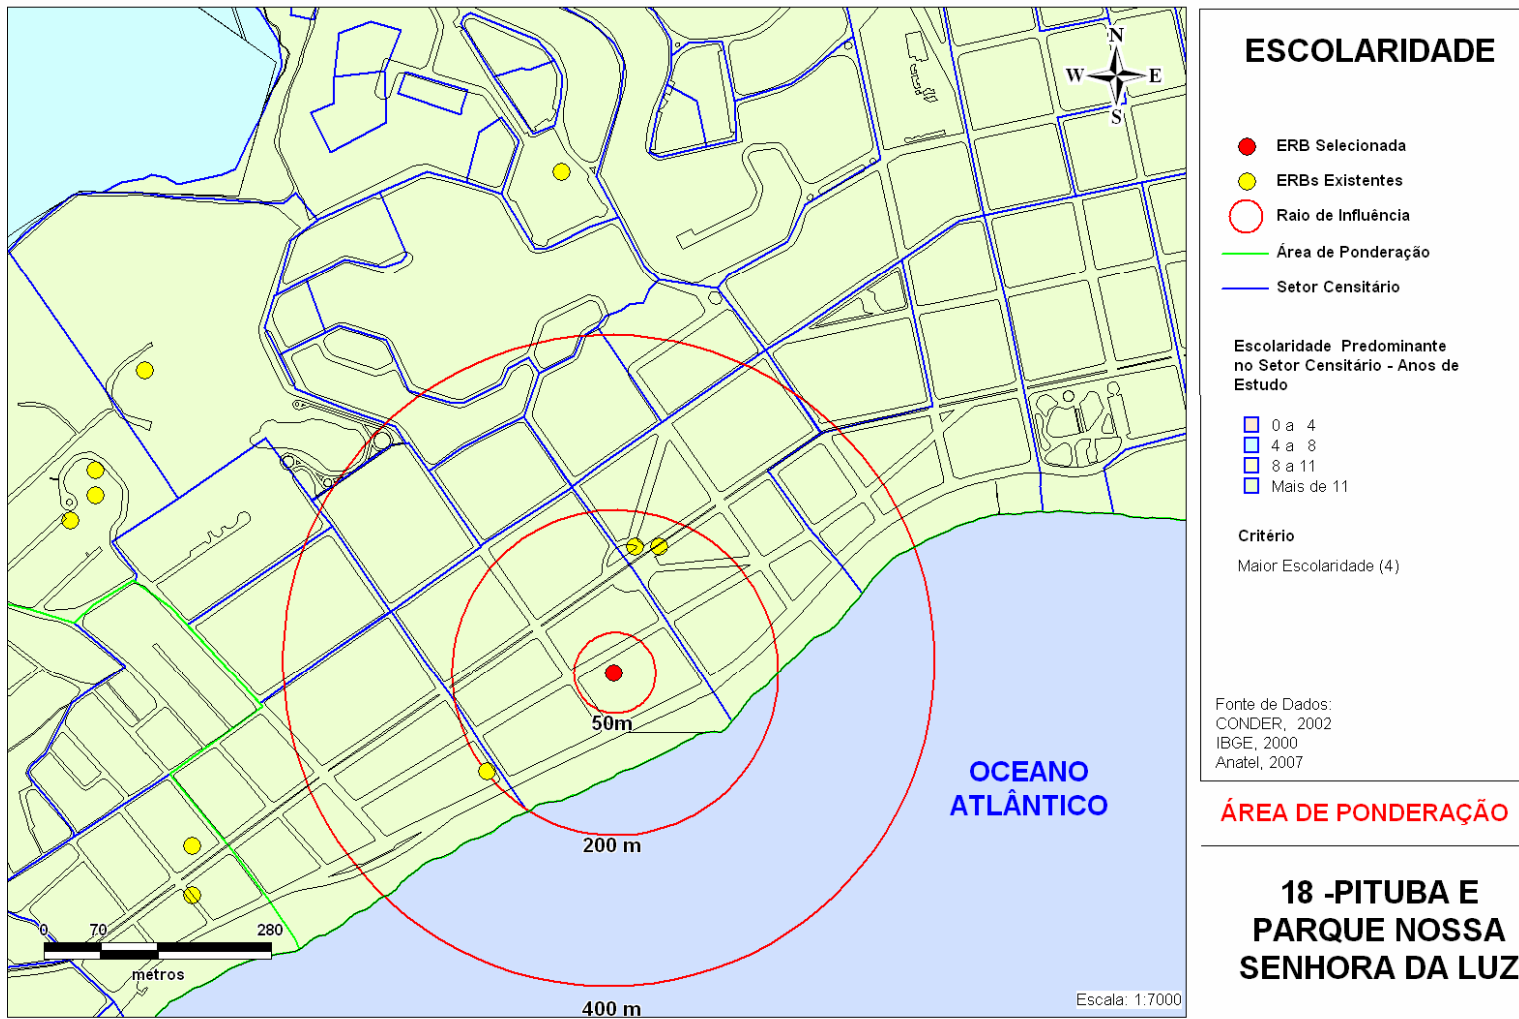 ESCOLARIDADE
N
W E
S
ERB Selecionada
ERBs Existentes
Raio de Influência
Área de Ponderação
Setor Censitário
Escolaridade Predominante
no Setor Censitário - Anos de
Estudo
0 a 4
4 a 8
8 a 11
Mais de 11
Critério
Maior Escolaridade (4)
Fonte de Dados:
CONDER, 2002
IBGE, 2000
Anatel, 2007
ÁREA DE PONDERAÇÃO
18 -PITUBA E
PARQUE NOSSA
SENHORA DA LUZ
50m
200 m
400 m
OCEANO
ATLÂNTICO
0 70 280
metros
Escala: 1:7000